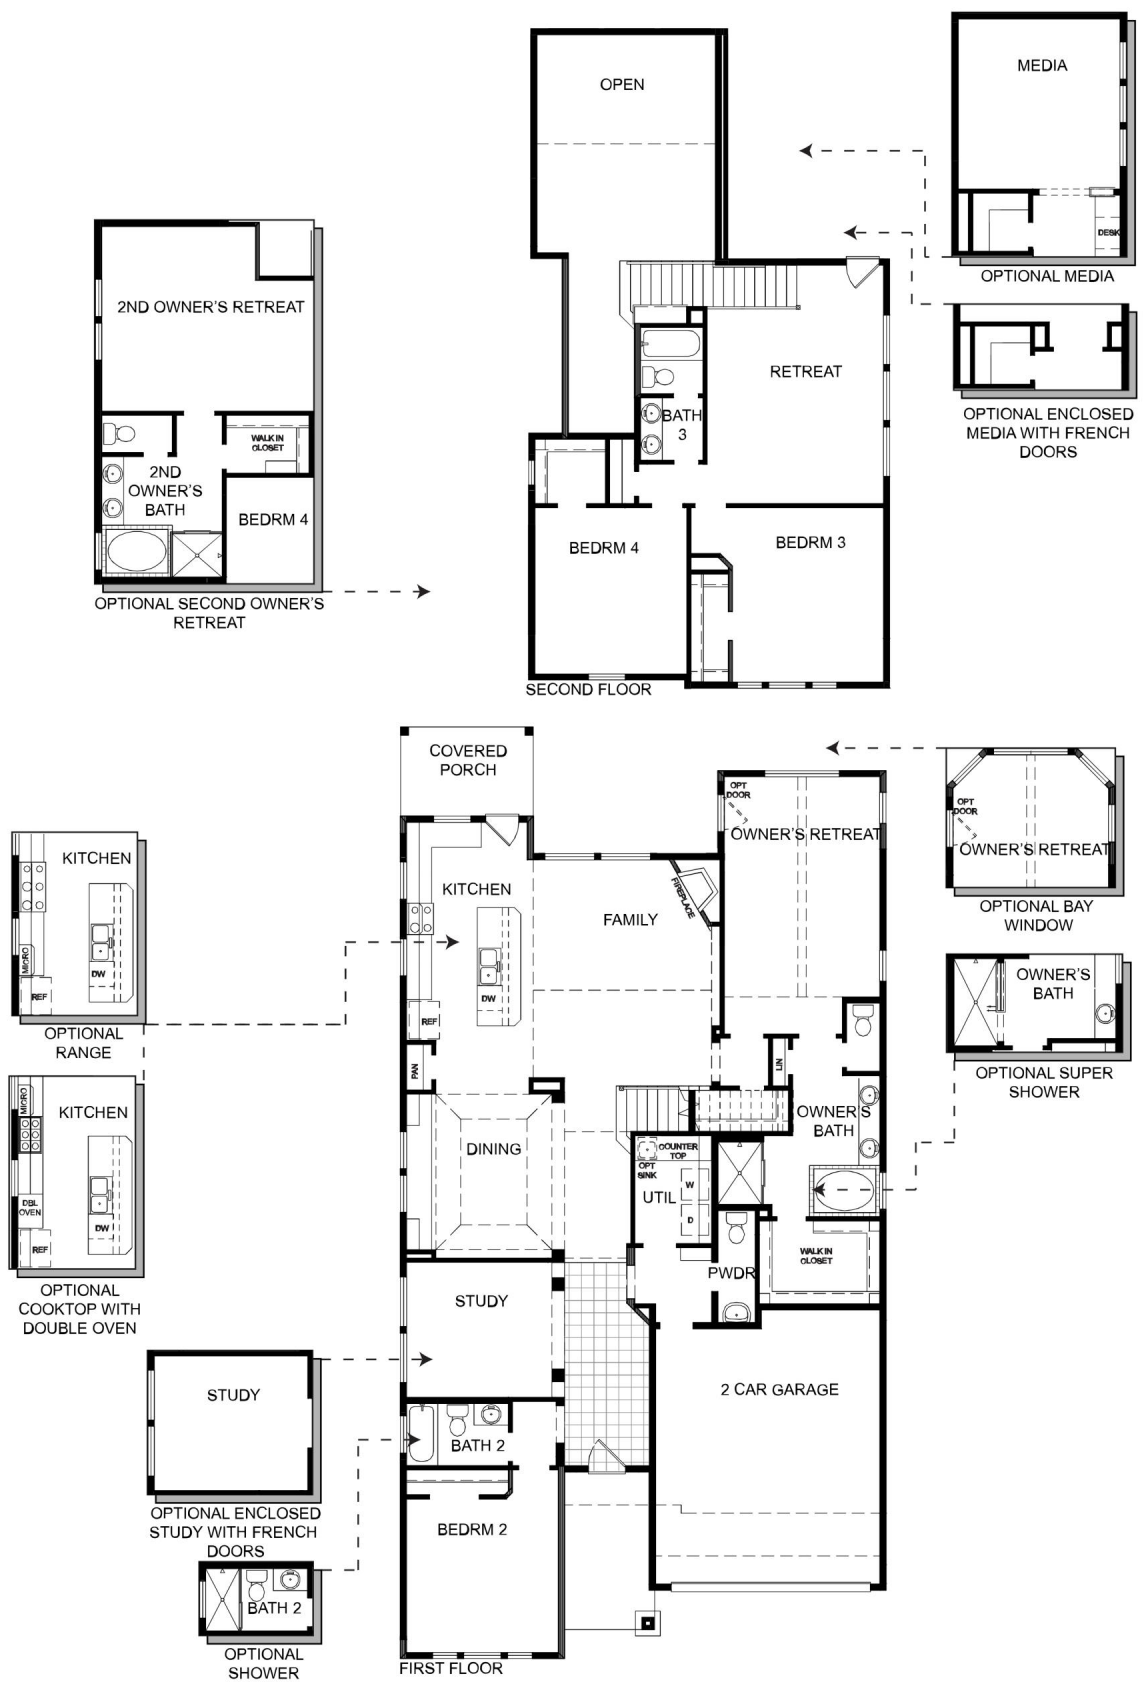 OPEN
MEDIA
DESK
OPTIONAL MEDIA
2ND OWNER'S RETREAT
WALK IN
CLOSET
2ND
OWNER'S
BATH
BEDRM 4
OPTIONAL SECOND OWNER'S
RETREAT
RETREAT
BATH
3
BEDRM 4
BEDRM 3
SECOND FLOOR
OPTIONAL ENCLOSED
MEDIA WITH FRENCH
DOORS
COVERED
PORCH
OPT
DOOR
OWNER'S RETREAT
KITCHEN
FAMILY
FIREPLACE
DW
REF
PAN
LIN
DINING
OWNER'S
BATH
COUNTER
TOP
OPT
SINK
W
UTIL
D
PWDR
WALK IN
CLOSET
STUDY
2 CAR GARAGE
BATH 2
BEDRM 2
FIRST FLOOR
KITCHEN
MICRO
DW
REF
OPTIONAL
RANGE
MICRO
KITCHEN
DBL
OVEN
DW
REF
OPTIONAL
COOKTOP WITH
DOUBLE OVEN
STUDY
OPTIONAL ENCLOSED
STUDY WITH FRENCH
DOORS
BATH 2
OPTIONAL
SHOWER
OPT
DOOR
OWNER'S RETREAT
OPTIONAL BAY
WINDOW
OWNER'S
BATH
OPTIONAL SUPER
SHOWER